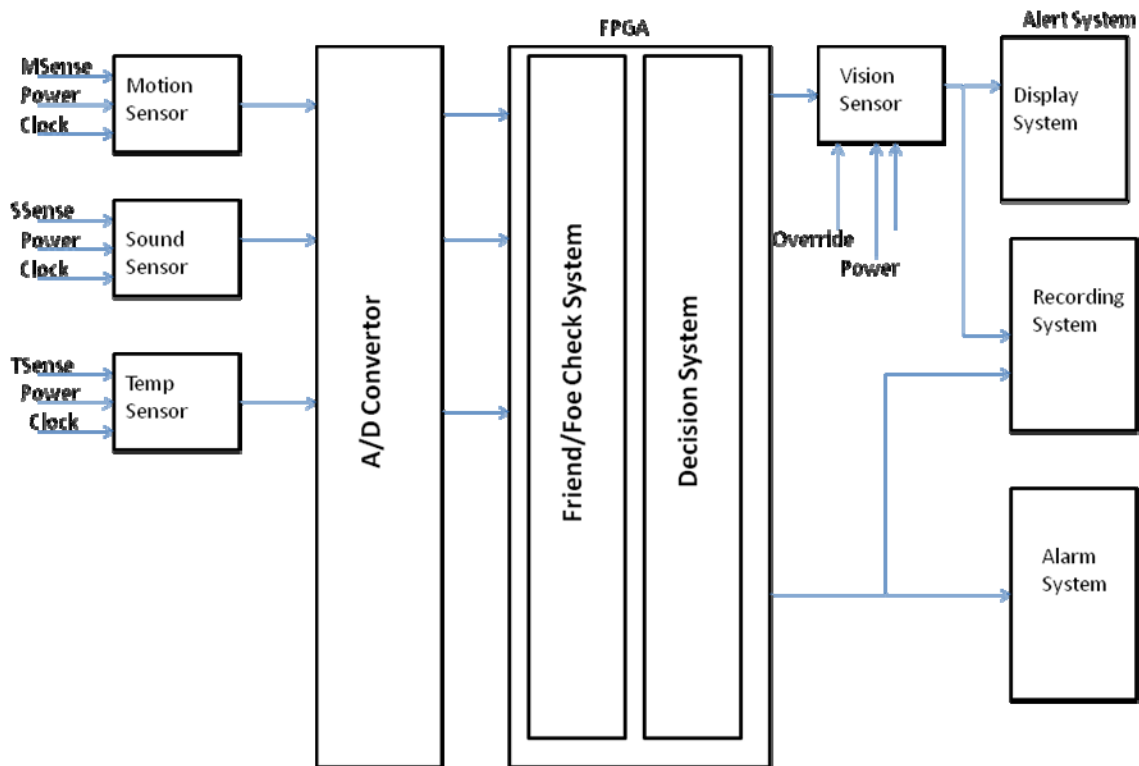 FPGA
Alert System
MSense
Power
Clock
Motion
Sensor
SSense
Power
Clock
Sound
Sensor
TSense
Power
Clock
Temp
Sensor
A/D Convertor
Friend/Foe Check System
Decision System
Vision
Sensor
Override
Power
Display
System
Recording
System
Alarm
System